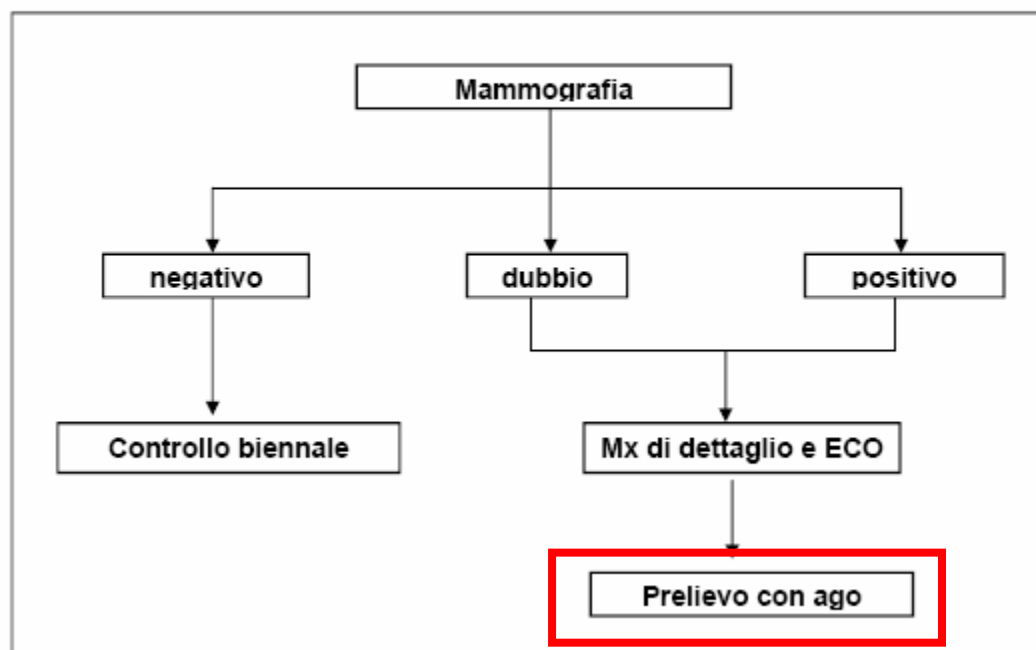 Mammografia
negativo
dubbio
positivo
Controllo biennale
Mx di dettaglio e ECO
Prelievo con ago